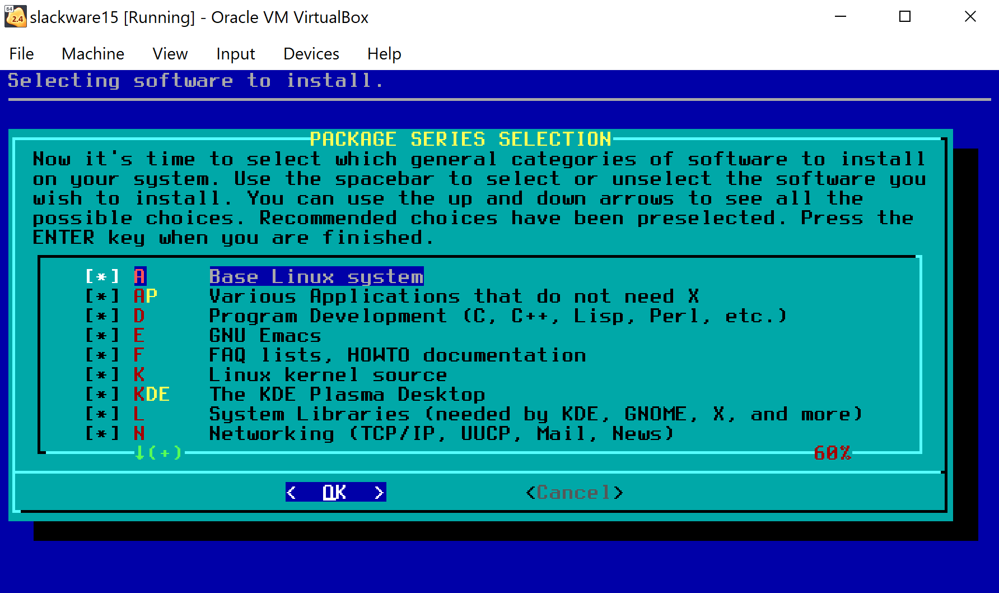 64
2.4
slackware15 [Running] - Oracle VM VirtualBox
File Machine View Input Devices Help
Selecting software to install.
PACKAGE SERIES SELECTION
Now it's time to select which general categories of software to install
on your system. Use the spacebar to select or unselect the software you
wish to install. You can use the up and down arrows to see all the
possible choices. Recommended choices have been preselected. Press the
ENTER key when you are finished.
[*] A Base Linux system
[*] AP Various Applications that do not need X
[*] D Program Development (C, C++, Lisp, Perl, etc.)
[*] E GNU Emacs
[*] F FAQ lists, HOWTO documentation
[*] K Linux kernel source
[*] KDE The KDE Plasma Desktop
[*] L System Libraries (needed by KDE, GNOME, X, and more)
[*] N Networking (TCP/IP, UUCP, Mail, News)
↓(+) 60%
< OK > <Cancel>